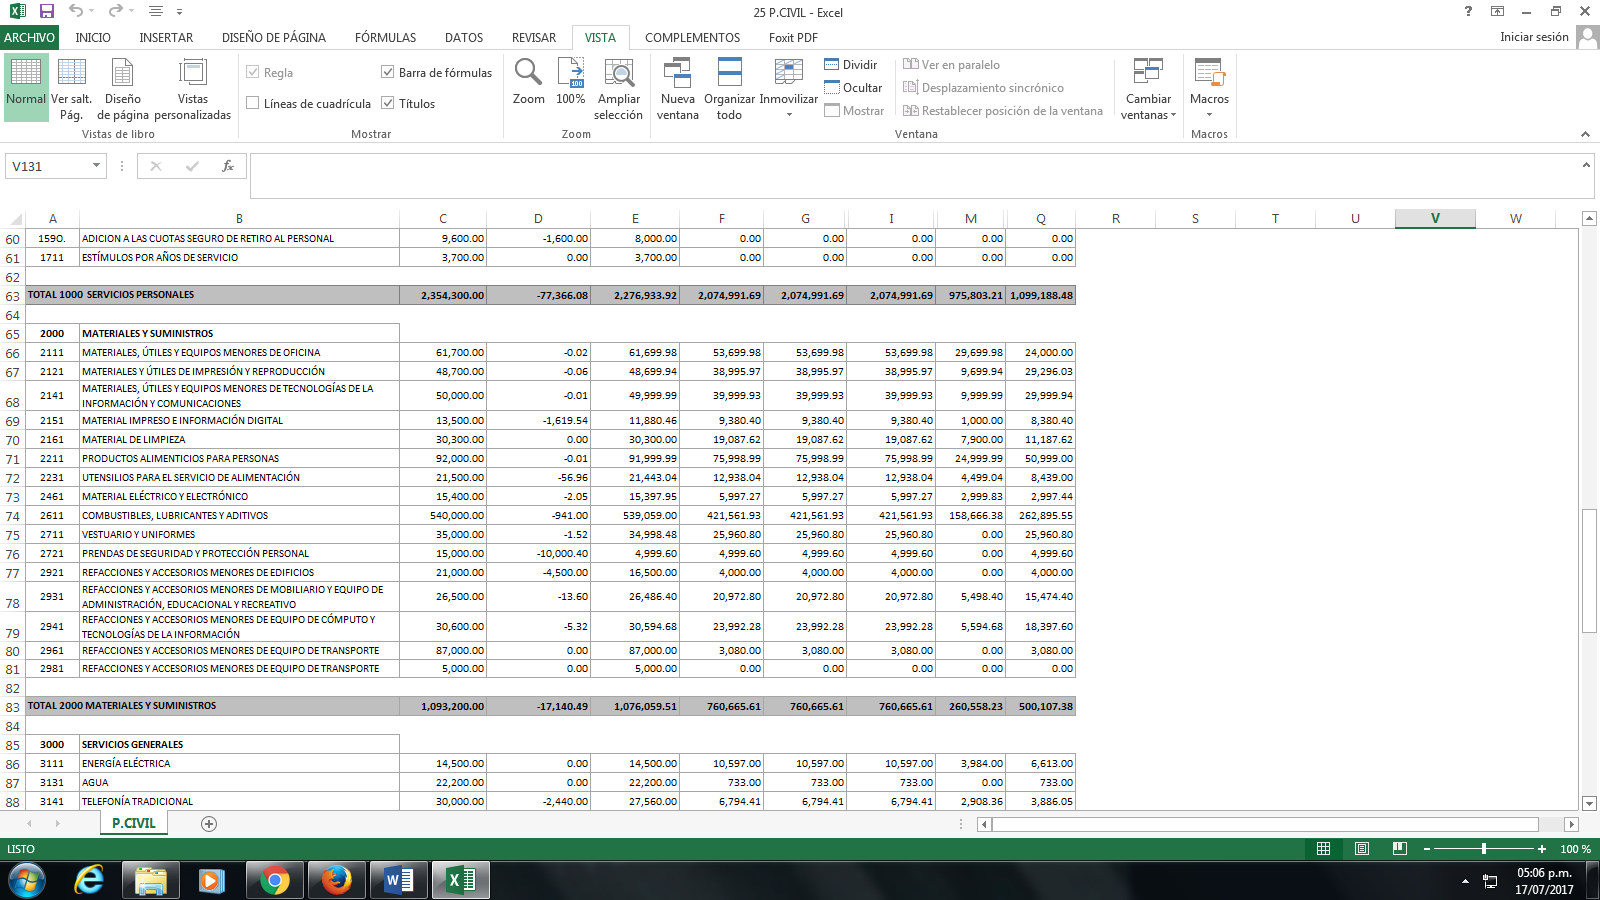 25 P.CIVIL - Excel
?
ARCHIVO INICIO INSERTAR DISEÑO DE PÁGINA FÓRMULAS DATOS REVISAR VISTA COMPLEMENTOS Foxit PDF Iniciar sesión
Normal Ver salt. Pág. Diseño de página Vistas personalizadas
Vistas de libro
Regla Barra de fórmulas
Líneas de cuadrícula Títulos
Mostrar
Zoom 100% Ampliar selección
Zoom
Nueva ventana Organizar todo Inmovilizar
Dividir
Ocultar
Mostrar
Ver en paralelo
Desplazamiento sincrónico
Restablecer posición de la ventana
Cambiar ventanas
Ventana
Macros
Macros
V131 fx
A B C D E F G I M Q R S T U V W
60 159O. ADICION A LAS CUOTAS SEGURO DE RETIRO AL PERSONAL 9,600.00 -1,600.00 8,000.00 0.00 0.00 0.00 0.00 0.00
61 1711 ESTÍMULOS POR AÑOS DE SERVICIO 3,700.00 0.00 3,700.00 0.00 0.00 0.00 0.00 0.00
62
63 TOTAL 1000 SERVICIOS PERSONALES 2,354,300.00 -77,366.08 2,276,933.92 2,074,991.69 2,074,991.69 2,074,991.69 975,803.21 1,099,188.48
64
65 2000 MATERIALES Y SUMINISTROS
66 2111 MATERIALES, ÚTILES Y EQUIPOS MENORES DE OFICINA 61,700.00 -0.02 61,699.98 53,699.98 53,699.98 53,699.98 29,699.98 24,000.00
67 2121 MATERIALES Y ÚTILES DE IMPRESIÓN Y REPRODUCCIÓN 48,700.00 -0.06 48,699.94 38,995.97 38,995.97 38,995.97 9,699.94 29,296.03
68 2141 MATERIALES, ÚTILES Y EQUIPOS MENORES DE TECNOLOGÍAS DE LA INFORMACIÓN Y COMUNICACIONES 50,000.00 -0.01 49,999.99 39,999.93 39,999.93 39,999.93 9,999.99 29,999.94
69 2151 MATERIAL IMPRESO E INFORMACIÓN DIGITAL 13,500.00 -1,619.54 11,880.46 9,380.40 9,380.40 9,380.40 1,000.00 8,380.40
70 2161 MATERIAL DE LIMPIEZA 30,300.00 0.00 30,300.00 19,087.62 19,087.62 19,087.62 7,900.00 11,187.62
71 2211 PRODUCTOS ALIMENTICIOS PARA PERSONAS 92,000.00 -0.01 91,999.99 75,998.99 75,998.99 75,998.99 24,999.99 50,999.00
72 2231 UTENSILIOS PARA EL SERVICIO DE ALIMENTACIÓN 21,500.00 -56.96 21,443.04 12,938.04 12,938.04 12,938.04 4,499.04 8,439.00
73 2461 MATERIAL ELÉCTRICO Y ELECTRÓNICO 15,400.00 -2.05 15,397.95 5,997.27 5,997.27 5,997.27 2,999.83 2,997.44
74 2611 COMBUSTIBLES, LUBRICANTES Y ADITIVOS 540,000.00 -941.00 539,059.00 421,561.93 421,561.93 421,561.93 158,666.38 262,895.55
75 2711 VESTUARIO Y UNIFORMES 35,000.00 -1.52 34,998.48 25,960.80 25,960.80 25,960.80 0.00 25,960.80
76 2721 PRENDAS DE SEGURIDAD Y PROTECCIÓN PERSONAL 15,000.00 -10,000.40 4,999.60 4,999.60 4,999.60 4,999.60 0.00 4,999.60
77 2921 REFACCIONES Y ACCESORIOS MENORES DE EDIFICIOS 21,000.00 -4,500.00 16,500.00 4,000.00 4,000.00 4,000.00 0.00 4,000.00
78 2931 REFACCIONES Y ACCESORIOS MENORES DE MOBILIARIO Y EQUIPO DE ADMINISTRACIÓN, EDUCACIONAL Y RECREATIVO 26,500.00 -13.60 26,486.40 20,972.80 20,972.80 20,972.80 5,498.40 15,474.40
79 2941 REFACCIONES Y ACCESORIOS MENORES DE EQUIPO DE CÓMPUTO Y TECNOLOGÍAS DE LA INFORMACIÓN 30,600.00 -5.32 30,594.68 23,992.28 23,992.28 23,992.28 5,594.68 18,397.60
80 2961 REFACCIONES Y ACCESORIOS MENORES DE EQUIPO DE TRANSPORTE 87,000.00 0.00 87,000.00 3,080.00 3,080.00 3,080.00 0.00 3,080.00
81 2981 REFACCIONES Y ACCESORIOS MENORES DE EQUIPO DE TRANSPORTE 5,000.00 0.00 5,000.00 0.00 0.00 0.00 0.00 0.00
82
83 TOTAL 2000 MATERIALES Y SUMINISTROS 1,093,200.00 -17,140.49 1,076,059.51 760,665.61 760,665.61 760,665.61 260,558.23 500,107.38
84
85 3000 SERVICIOS GENERALES
86 3111 ENERGÍA ELÉCTRICA 14,500.00 0.00 14,500.00 10,597.00 10,597.00 10,597.00 3,984.00 6,613.00
87 3131 AGUA 22,200.00 0.00 22,200.00 733.00 733.00 733.00 0.00 733.00
88 3141 TELEFONÍA TRADICIONAL 30,000.00 -2,440.00 27,560.00 6,794.41 6,794.41 6,794.41 2,908.36 3,886.05
P.CIVIL
LISTO 100 %
05:06 p.m.
17/07/2017